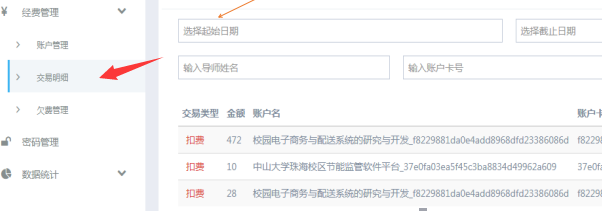 ¥ 经费管理
账户管理
交易明细
欠费管理
密码管理
数据统计
选择起始日期 选择截止日期
输入导师姓名 输入账户卡号
交易类型 金额 账户名 账户卡
扣费 472 校园电子商务与配送系统的研究与开发_f8229881da0e4add8968dfd23386086d f82298
扣费 10 中山大学珠海校区节能监管软件平台_37e0fa03ea5f45c3ba8834d49962a609 37e0fa
扣费 28 校园电子商务与配送系统的研究与开发_f8229881da0e4add8968dfd23386086d f82298